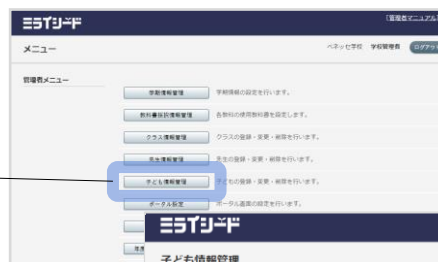 ミライシード
[管理者マニュアル]
メニュー
ベネッセ学校 学校管理者 ログアウト
管理者メニュー
学期情報管理 学期情報の設定を行います。
教科書採択情報管理 各教科の使用教科書を設定します。
クラス情報管理 クラスの登録・変更・削除を行います。
先生情報管理 先生の登録・変更・削除を行います。
子ども情報管理 子どもの登録・変更・削除を行います。
ポータル設定 ポータル画面の設定を行います。
ミライシード
子ども情報管理